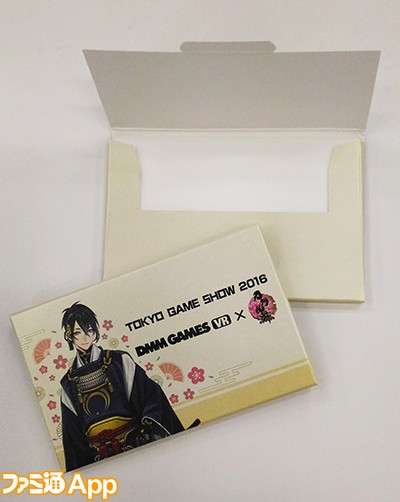 TOKYO GAME SHOW 2016
DMM GAMES VR ×
ファミ通App